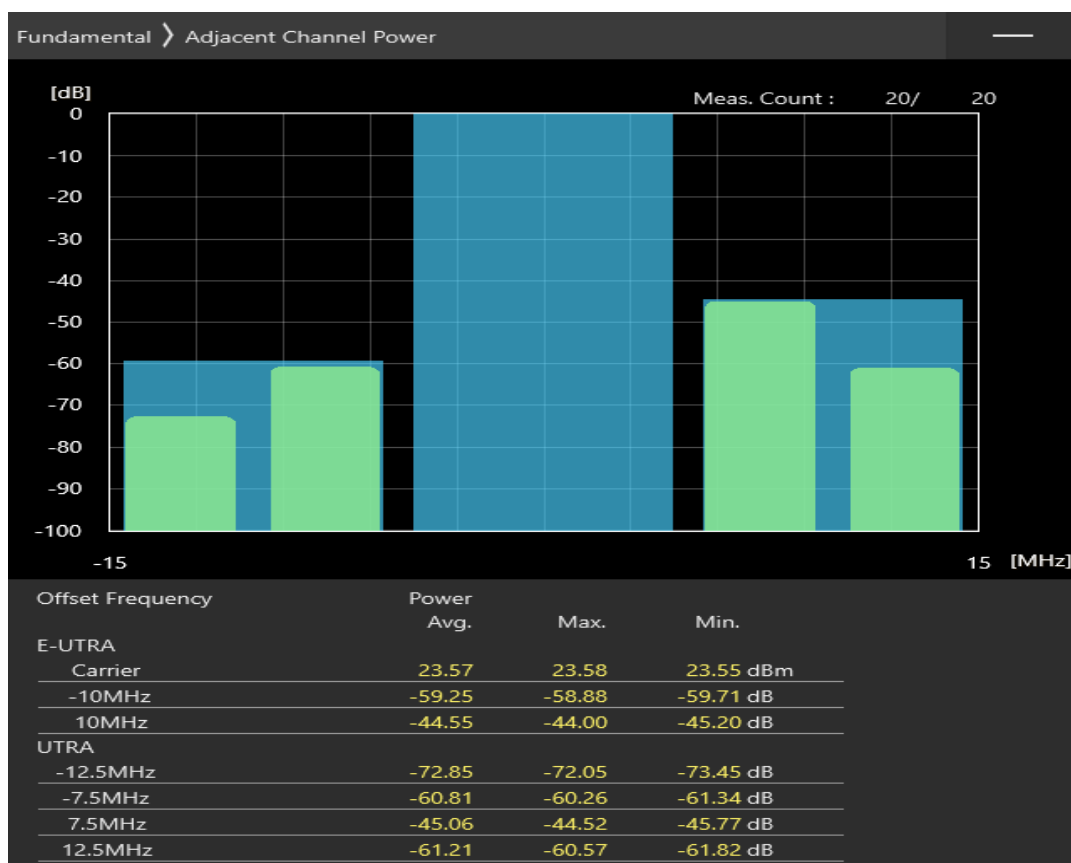 Fundamental ❯ Adjacent Channel Power
[dB]
Meas. Count : 20/ 20
0
-10
-20
-30
-40
-50
-60
-70
-80
-90
-100
-15 15 [MHz]
Offset Frequency Power
Avg. Max. Min.
E-UTRA
Carrier 23.57 23.58 23.55 dBm
-10MHz -59.25 -58.88 -59.71 dB
10MHz -44.55 -44.00 -45.20 dB
UTRA
-12.5MHz -72.85 -72.05 -73.45 dB
-7.5MHz -60.81 -60.26 -61.34 dB
7.5MHz -45.06 -44.52 -45.77 dB
12.5MHz -61.21 -60.57 -61.82 dB